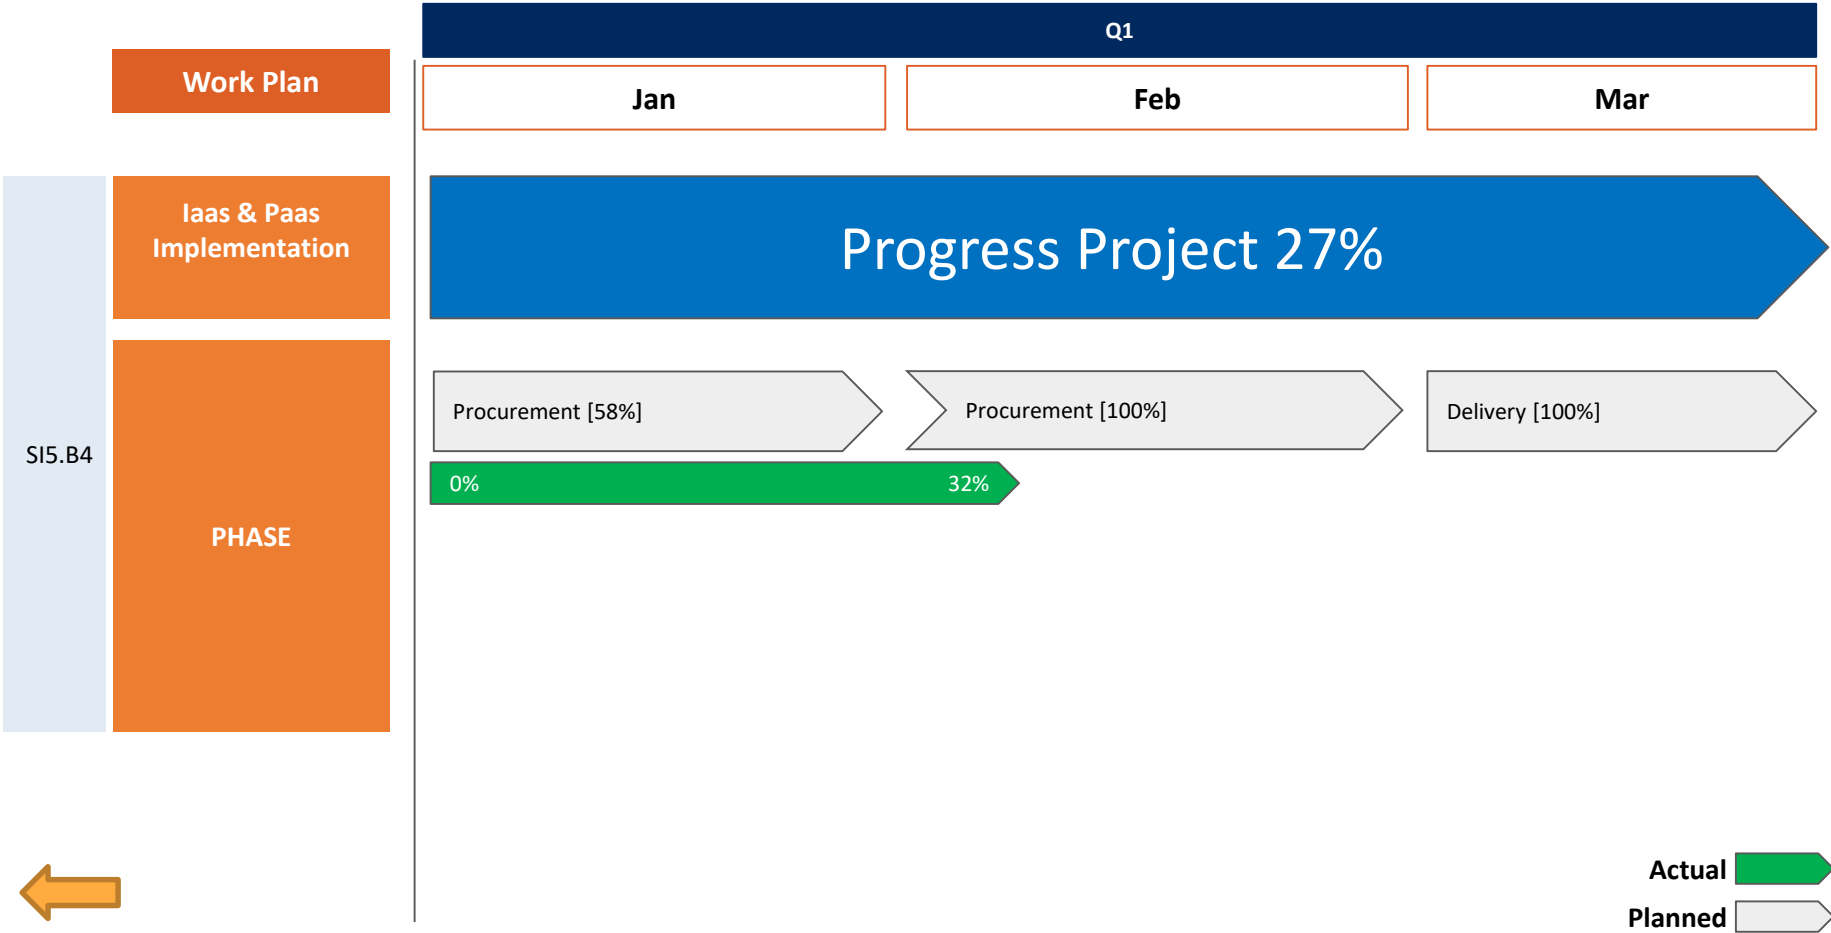 Q1
Work Plan
Jan
Feb
Mar
Iaas & Paas
Implementation
Progress Project 27%
Procurement [58%]
Procurement [100%]
Delivery [100%]
SI5.B4
0%
32%
PHASE
Actual
Planned